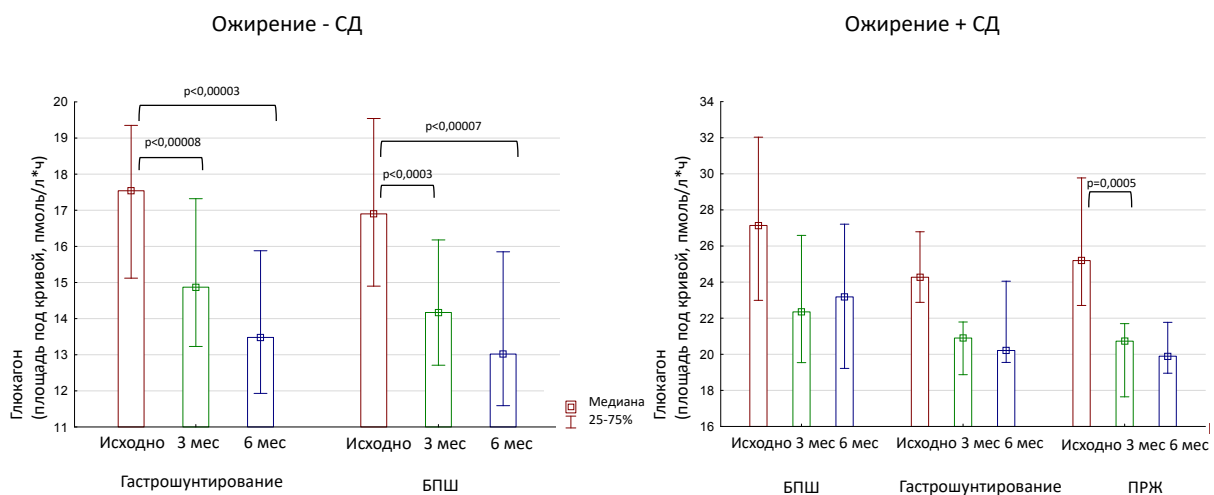 Ожирение - СД
Глюкагон
(площадь под кривой, пмоль/л*ч)
20
19
18
17
16
15
14
13
12
11
p<0,00003
p<0,00008
p<0,00007
p<0,0003
Исходно 3 мес 6 мес Исходно 3 мес 6 мес
Гастрошунтирование БПШ
Медиана
25-75%
Ожирение + СД
Глюкагон
(площадь под кривой, пмоль/л*ч)
34
32
30
28
26
24
22
20
18
16
p=0,0005
Исходно 3 мес 6 мес Исходно 3 мес 6 мес Исходно 3 мес 6 мес
БПШ Гастрошунтирование ПРЖ